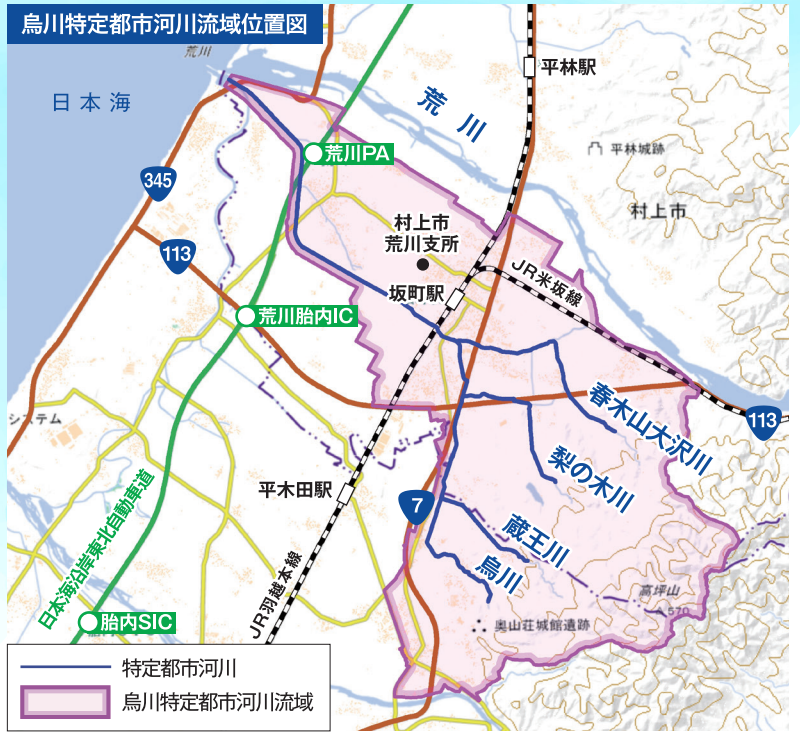 烏川特定都市河川流域位置図
荒川
日本海
荒川
平林駅
平林城跡
村上市
荒川PA
345
113
村上市
荒川支所
坂町駅
JR米坂線
荒川胎内IC
システム
春木山大沢川
113
梨の木川
平木田駅
7
蔵王川
烏川
高坪山
570
奥山荘城館遺跡
日本海沿岸東北自動車道
JR羽越本線
胎内SIC
特定都市河川
烏川特定都市河川流域